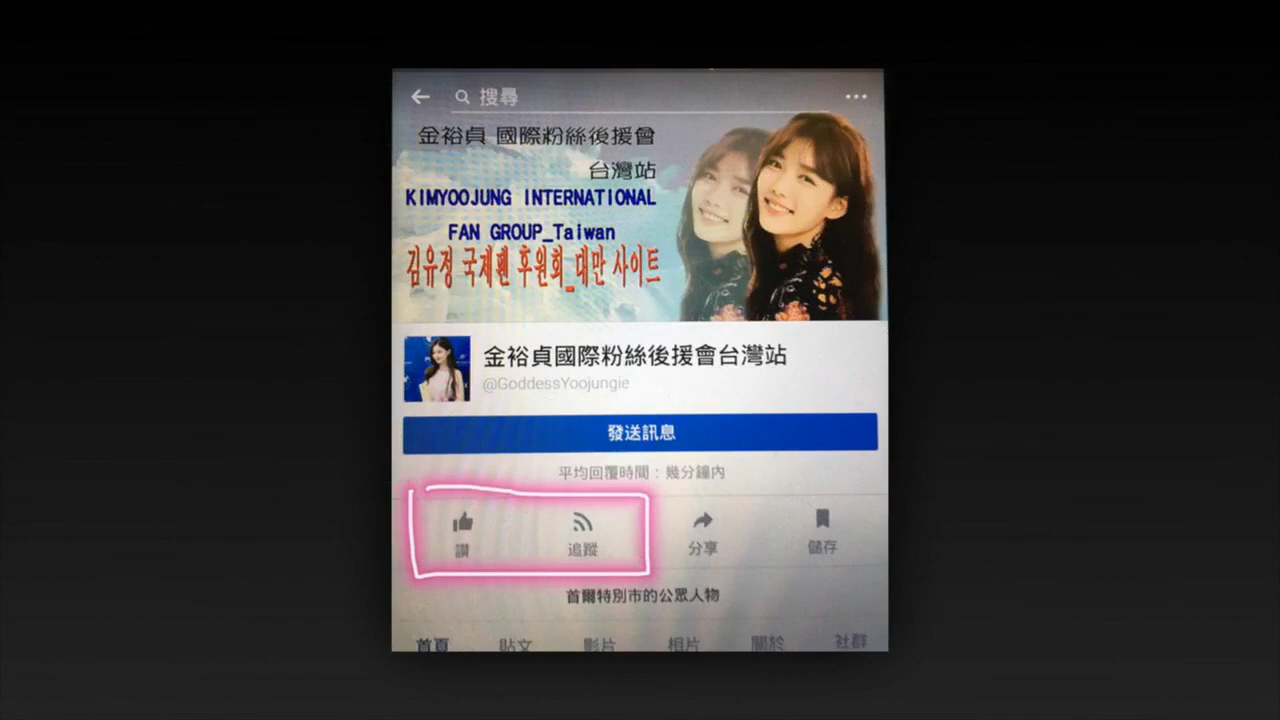 搜尋
金裕貞 國際粉絲後援會
台灣站
KIMYOOJUNG INTERNATIONAL
FAN GROUP_Taiwan
김유정 국제팬 후원회_대만 사이트
金裕貞國際粉絲後援會台灣站
@GoddessYoojungie
發送訊息
平均回覆時間：幾分鐘內
讚 追蹤 分享 儲存
首爾特別市的公眾人物
首頁 貼文 影片 相片 關於 社群